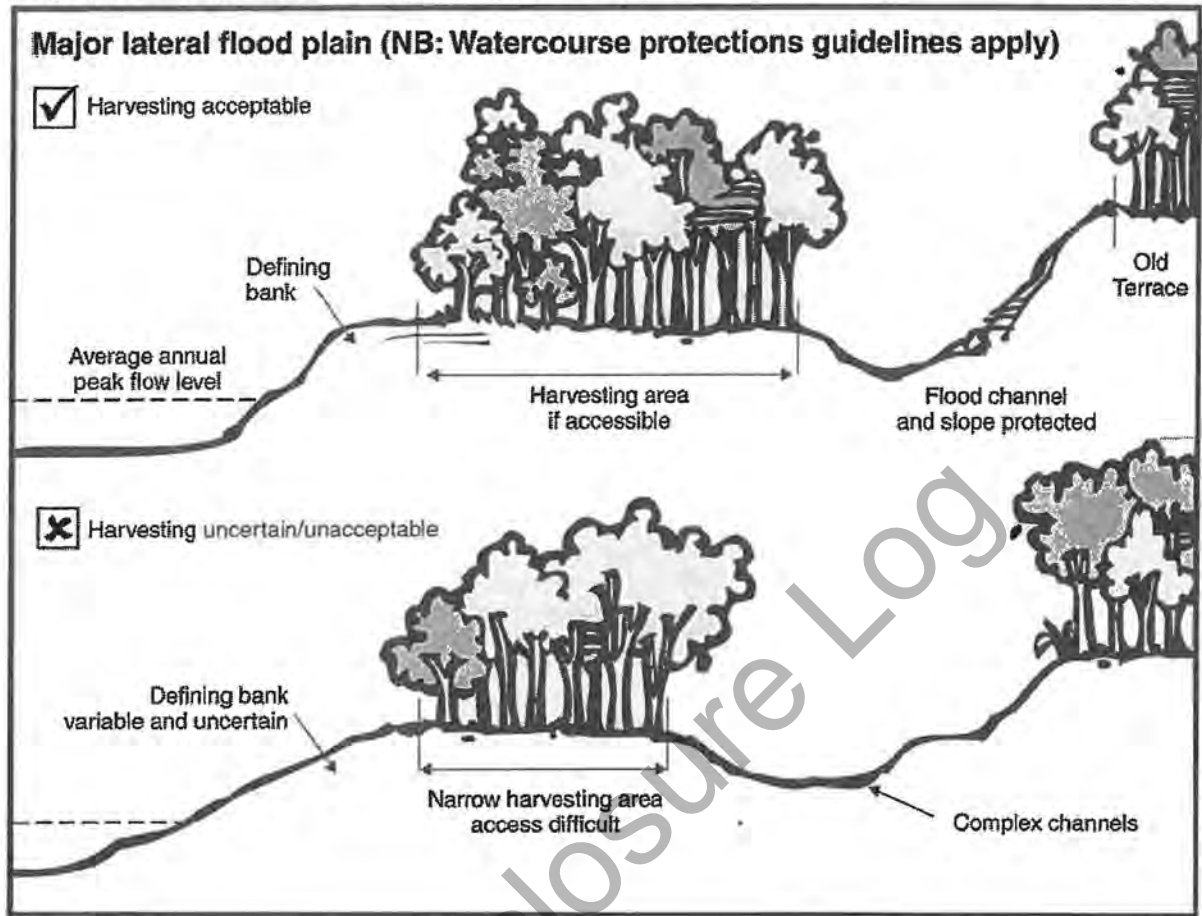 Major lateral flood plain (NB: Watercourse protections guidelines apply)
Harvesting acceptable
Defining
bank
Old
Terrace
Average annual
peak flow level
Harvesting area
if accessible
Flood channel
and slope protected
Harvesting uncertain/unacceptable
Defining bank
variable and uncertain
Narrow harvesting area
access difficult
Complex channels
closure Log